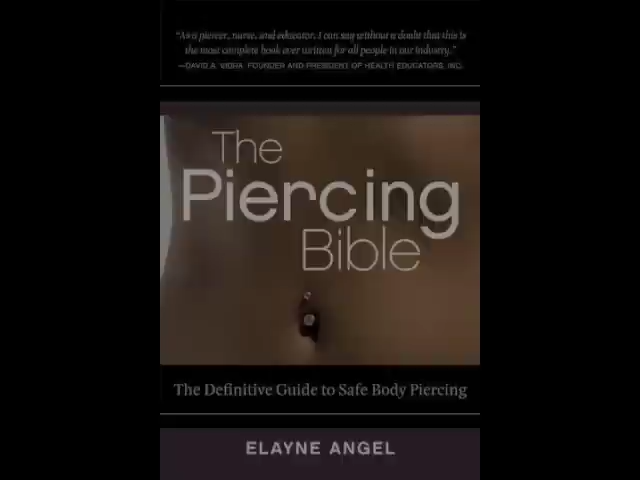 "As a piercer, nurse, and educator, I can say without a doubt that this is
the most complete book ever written for all people in our industry."
—DAVID A. VIDRA, FOUNDER AND PRESIDENT OF HEALTH EDUCATORS, INC.
The
Piercing
Bible
The Definitive Guide to Safe Body Piercing
ELAYNE ANGEL